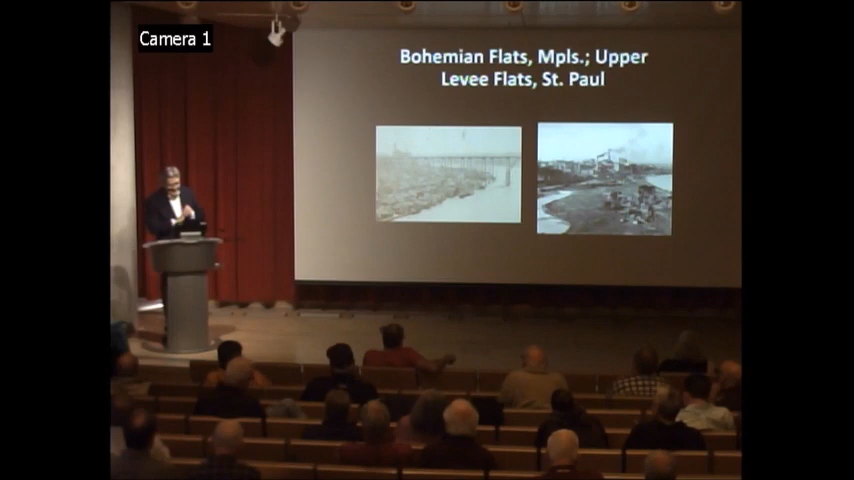 Camera 1
Bohemian Flats, Mpls.; Upper
Levee Flats, St. Paul